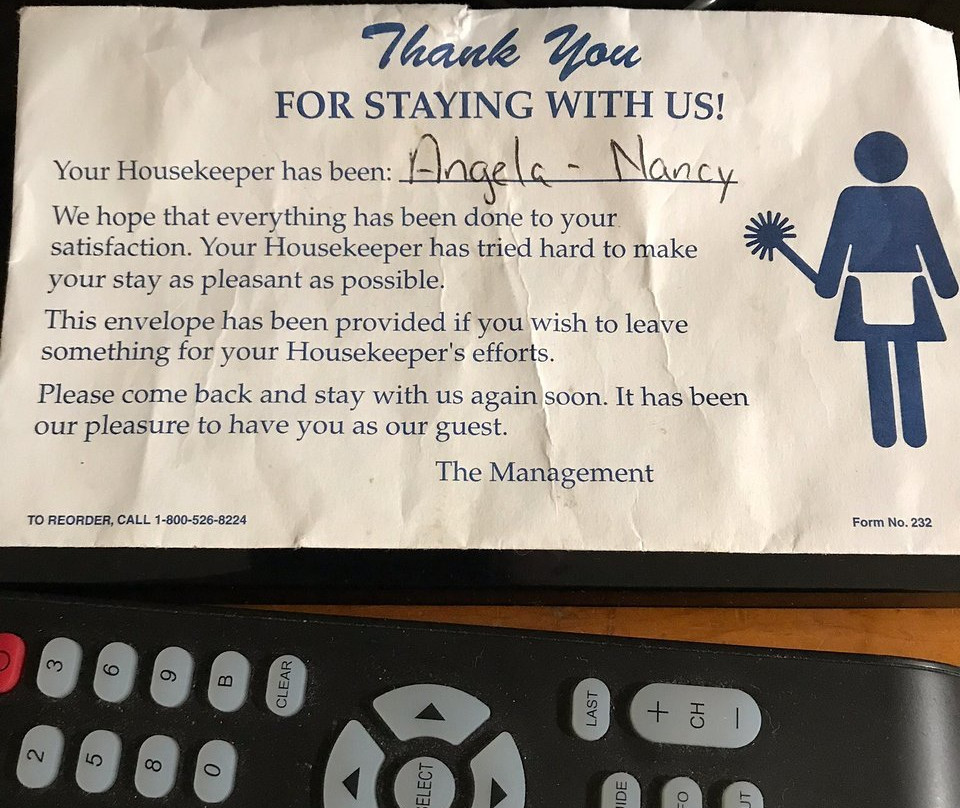 Thank You
FOR STAYING WITH US!
Your Housekeeper has been: Angela - Nancy
We hope that everything has been done to your
satisfaction. Your Housekeeper has tried hard to make
your stay as pleasant as possible.
This envelope has been provided if you wish to leave
something for your Housekeeper's efforts.
Please come back and stay with us again soon. It has been
our pleasure to have you as our guest.
The Management
TO REORDER, CALL 1-800-526-8224
Form No. 232
3
6
9
B
CLEAR
LAST
+ CH −
2
5
8
0